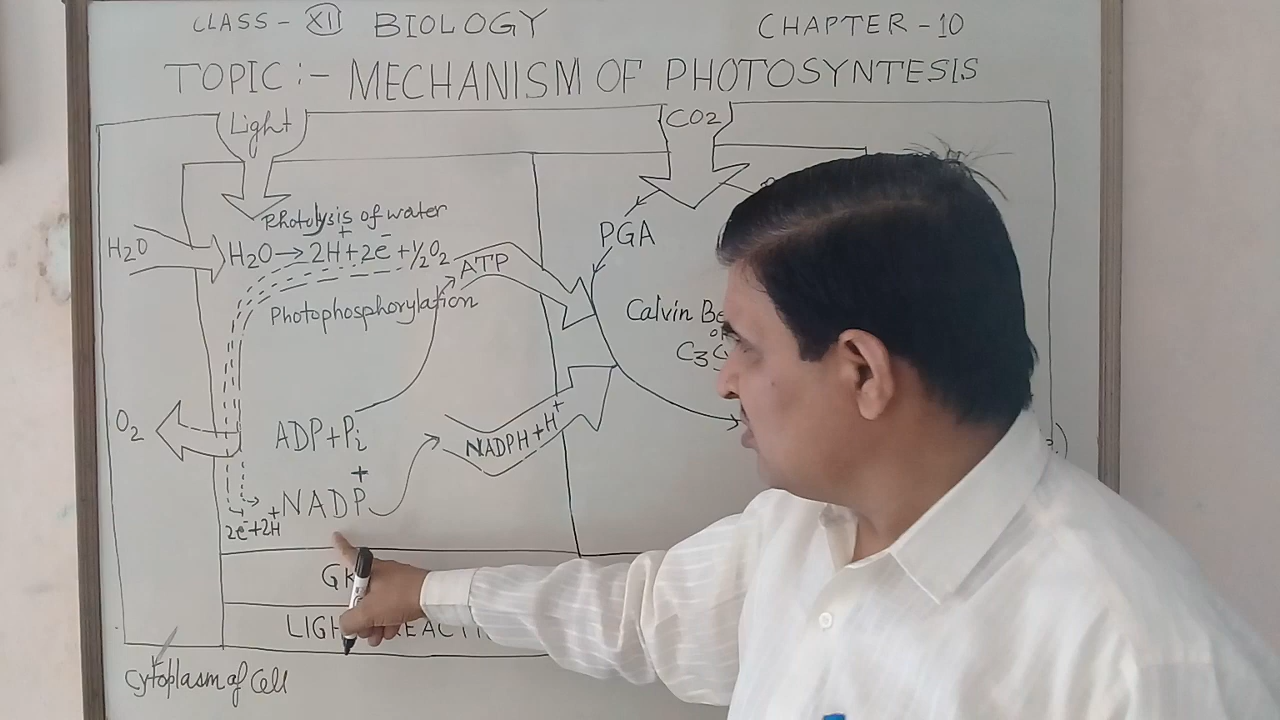 CLASS - XII BIOLOGY CHAPTER - 10
TOPIC :- MECHANISM OF PHOTOSYNTESIS
Light
CO2
Photolysis of water
H2O
H2O → 2H+ + 2e- + 1/2O2
ATP
PGA
Photophosphorylation
Calvin
C3
O2
ADP + Pi
+
NADPH + H+
NADP+
2e- + 2H+
LIGH REACTI
Cytoplasm of Cell